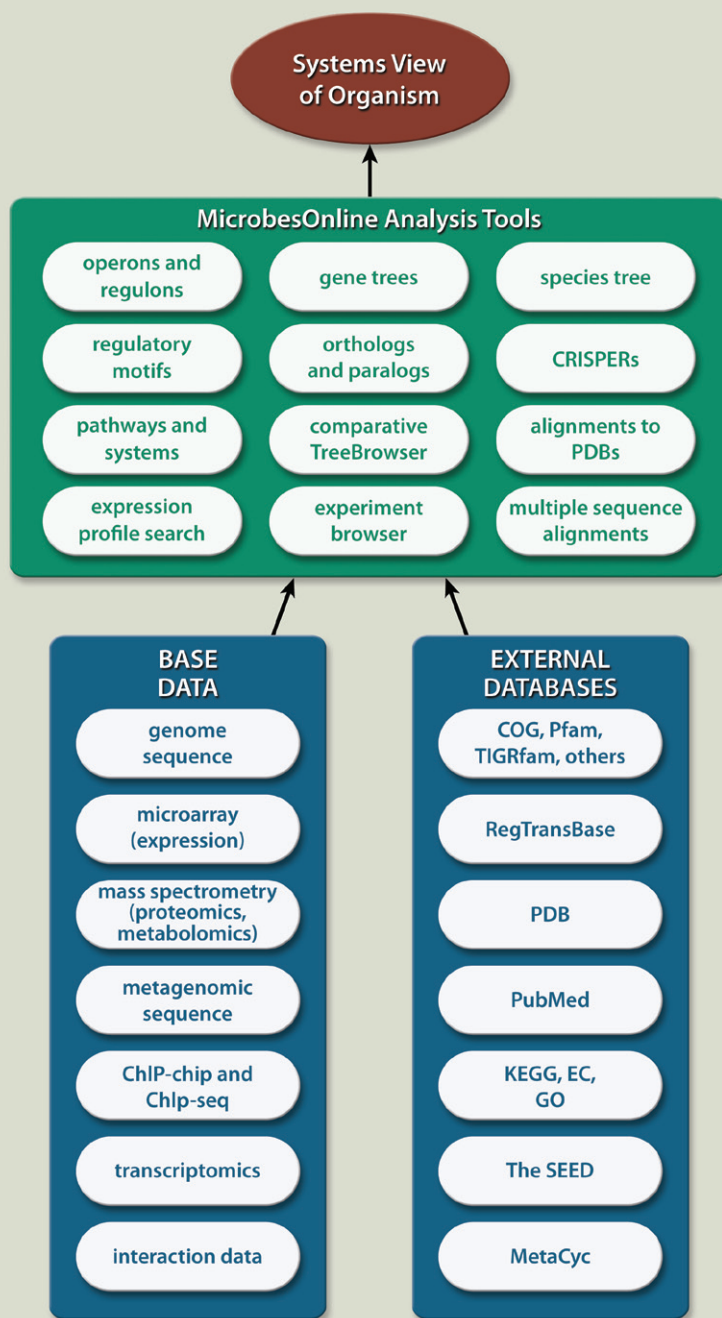 Systems View
of Organism
MicrobesOnline Analysis Tools
operons and
regulons
gene trees
species tree
regulatory
motifs
orthologs
and paralogs
CRISPERs
pathways and
systems
comparative
TreeBrowser
alignments to
PDBs
expression
profile search
experiment
browser
multiple sequence
alignments
BASE
DATA
genome
sequence
microarray
(expression)
mass spectrometry
(proteomics,
metabolomics)
metagenomic
sequence
ChIP-chip and
ChIp-seq
transcriptomics
interaction data
EXTERNAL
DATABASES
COG, Pfam,
TIGRfam, others
RegTransBase
PDB
PubMed
KEGG, EC,
GO
The SEED
MetaCyc